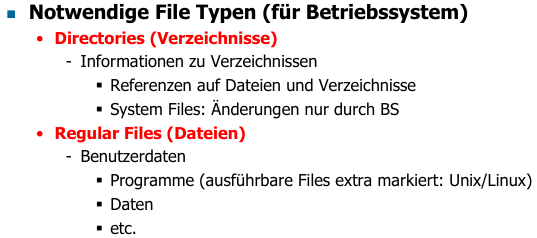 ▪ Notwendige File Typen (für Betriebssystem)
• Directories (Verzeichnisse)
- Informationen zu Verzeichnissen
▪ Referenzen auf Dateien und Verzeichnisse
▪ System Files: Änderungen nur durch BS
• Regular Files (Dateien)
- Benutzerdaten
▪ Programme (ausführbare Files extra markiert: Unix/Linux)
▪ Daten
▪ etc.